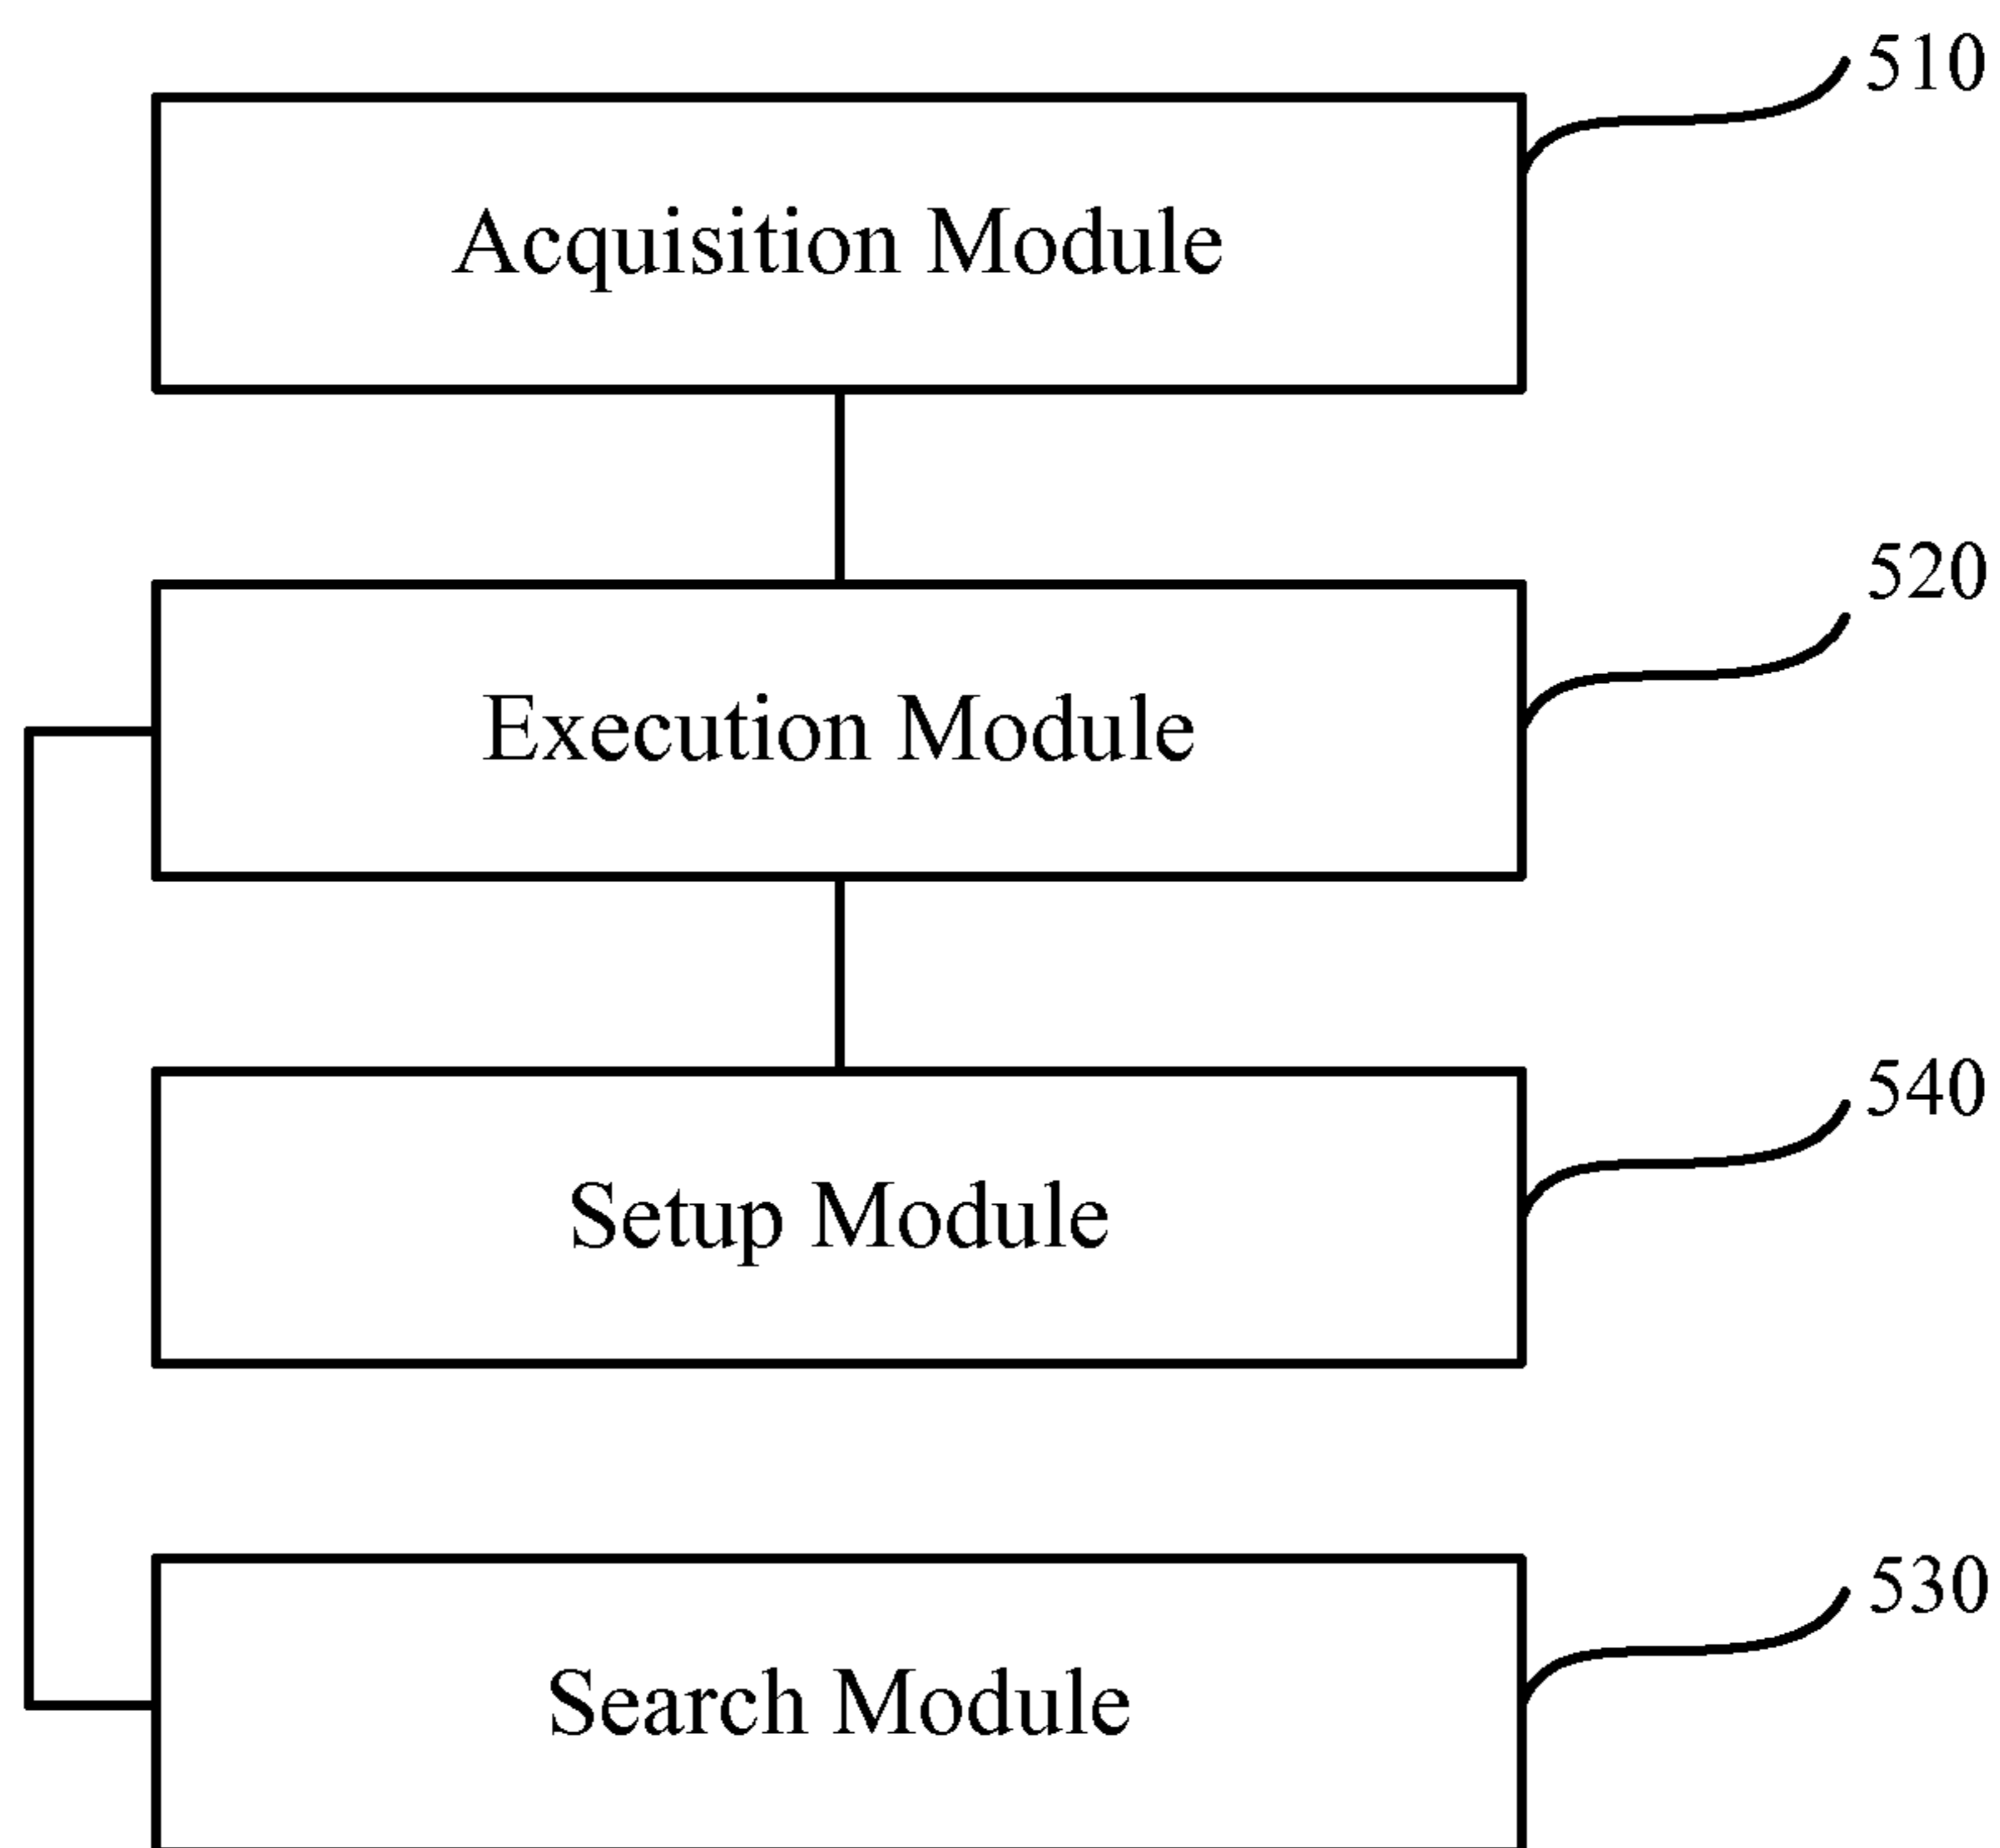 510
Acquisition Module
520
Execution Module
540
Setup Module
530
Search Module